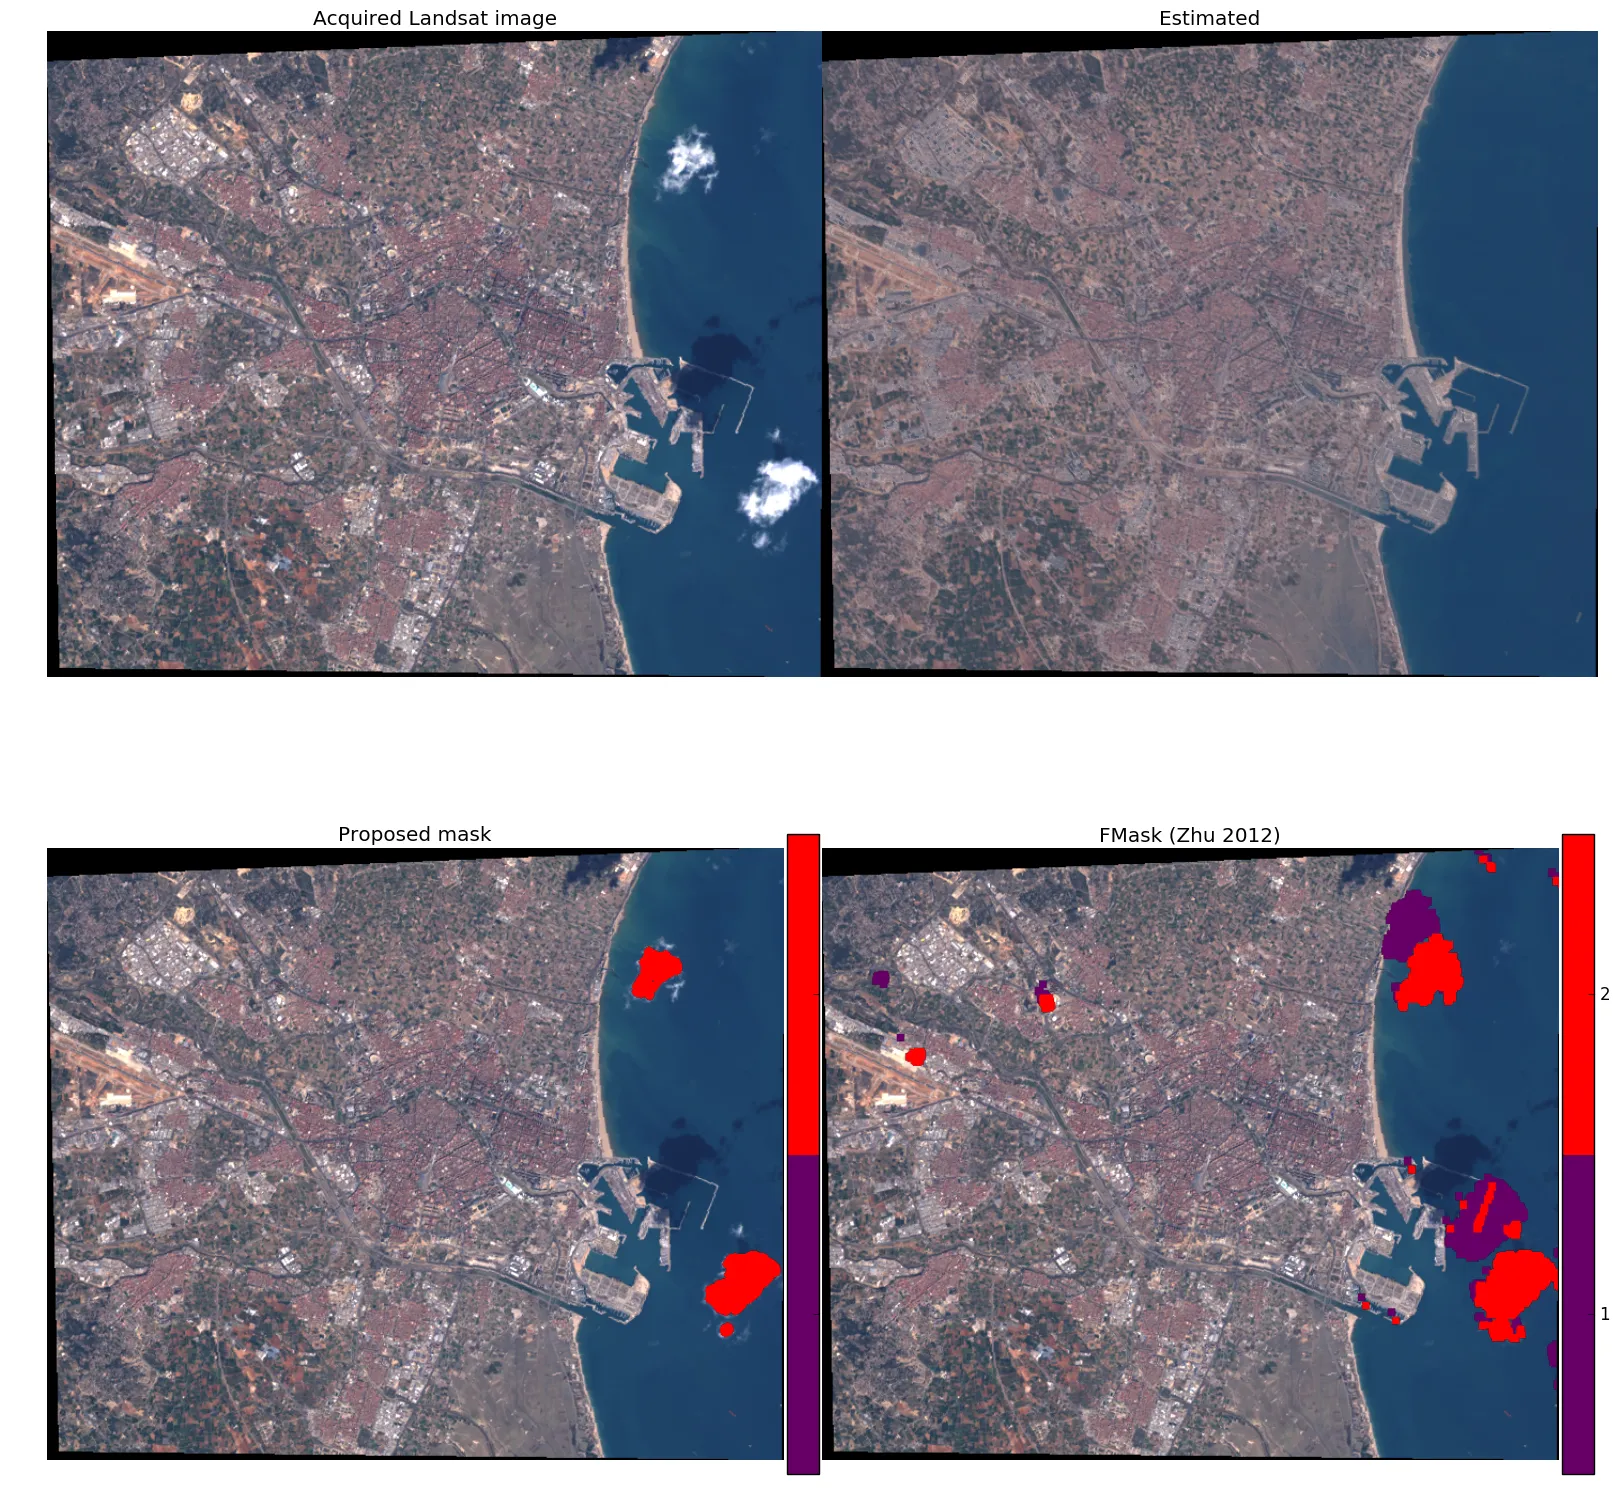 Acquired Landsat image
Estimated
Proposed mask
FMask (Zhu 2012)
2
1